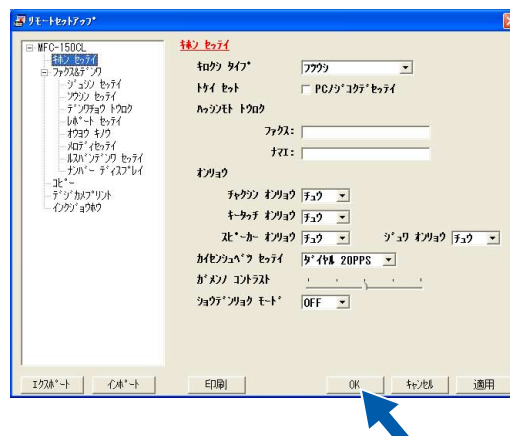 ﾘﾓｰﾄｾｯﾄｱｯﾌﾟ
MFC-150CL
ｷﾎﾝ ｾｯﾃｲ
ﾌｧｸｽ&ﾃﾞﾝﾜ
ｼﾞｭｼﾝ ｾｯﾃｲ
ｿｳｼﾝ ｾｯﾃｲ
ﾃﾞﾝﾜﾁｮｳ ﾄｳﾛｸ
ﾚﾎﾟｰﾄ ｾｯﾃｲ
ｵｳﾖｳ ｷﾉｳ
ﾒﾛﾃﾞｨｾｯﾃｲ
ﾙｽﾊﾞﾝﾃﾞﾝﾜ ｾｯﾃｲ
ﾅﾝﾊﾞｰ ﾃﾞｨｽﾌﾟﾚｲ
ｺﾋﾟｰ
ﾃﾞｼﾞｶﾒﾌﾟﾘﾝﾄ
ｲﾝｸｼﾞｮｳﾎｳ
ｷﾎﾝ ｾｯﾃｲ
ｷﾛｸｼ ﾀｲﾌﾟ
ﾌﾂｳｼ
ﾄｹｲ ｾｯﾄ
PCﾉｼﾞｺｸﾃﾞｾｯﾃｲ
ﾊｯｼﾝﾓﾄ ﾄｳﾛｸ
ﾌｧｸｽ:
ﾅﾏｴ:
ｵﾝﾘｮｳ
ﾁｬｸｼﾝ ｵﾝﾘｮｳ ﾁｭｳ
ｷｰﾀｯﾁ ｵﾝﾘｮｳ ﾁｭｳ
ｽﾋﾟｰｶｰ ｵﾝﾘｮｳ ﾁｭｳ ｼﾞｭﾜ ｵﾝﾘｮｳ ﾁｭｳ
ｶｲｾﾝｼｭﾍﾞﾂ ｾｯﾃｲ ﾀﾞｲﾔﾙ 20PPS
ｶﾞﾒﾝﾉ ｺﾝﾄﾗｽﾄ
ｼｮｳﾃﾞﾝﾘｮｸ ﾓｰﾄﾞ OFF
ｴｸｽﾎﾟｰﾄ ｲﾝﾎﾟｰﾄ 印刷 OK ｷｬﾝｾﾙ 適用